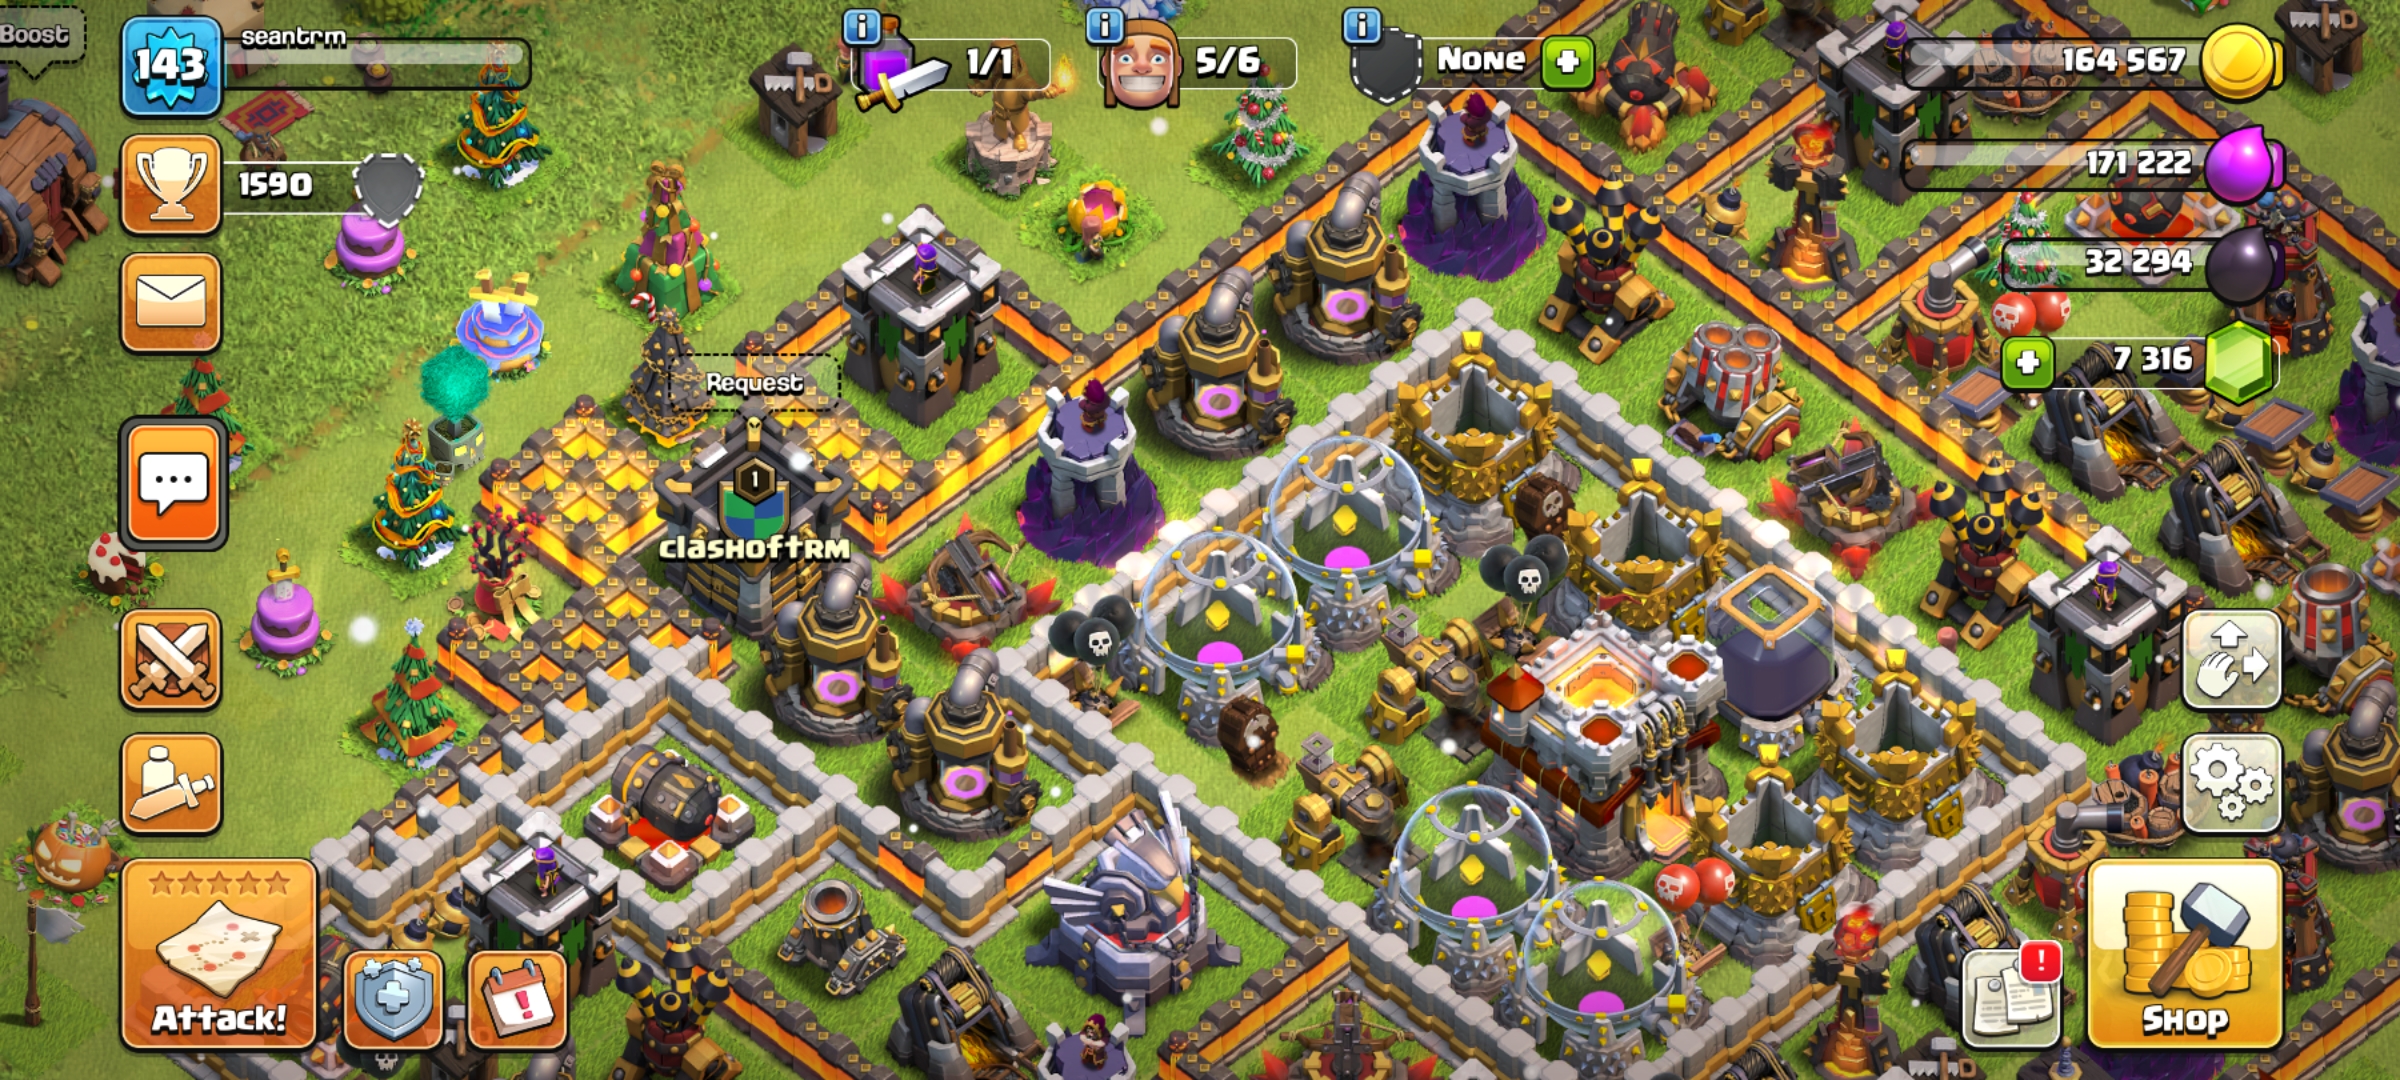 Boost
143
seantrm
1/1
5/6
None
164 567
1590
171 222
32 294
7 316
Request
1
clashoftrm
Attack!
Shop